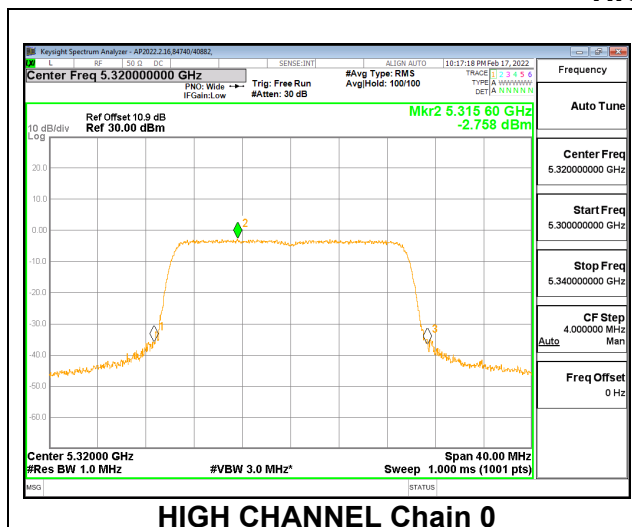 Keysight Spectrum Analyzer - AP2022.2.16,84740/40882,
L RF 50 Ω DC SENSE:INT ALIGN AUTO 10:17:18 PM Feb 17, 2022
Center Freq 5.320000000 GHz
PNO: Wide
IFGain:Low
Trig: Free Run
#Atten: 30 dB
#Avg Type: RMS
Avg|Hold: 100/100
TRACE 1 2 3 4 5 6
TYPE A WWWWW
DET A N N N N N
Frequency
Auto Tune
Center Freq
5.320000000 GHz
Start Freq
5.300000000 GHz
Stop Freq
5.340000000 GHz
CF Step
4.000000 MHz
Auto Man
Freq Offset
0 Hz
Mkr2 5.315 60 GHz
-2.758 dBm
Ref Offset 10.9 dB
10 dB/div Ref 30.00 dBm
Log
20.0
10.0
0.00
-10.0
-20.0
-30.0
-40.0
-50.0
-60.0
1
2
3
Center 5.32000 GHz Span 40.00 MHz
#Res BW 1.0 MHz #VBW 3.0 MHz* Sweep 1.000 ms (1001 pts)
MSG STATUS
HIGH CHANNEL Chain 0